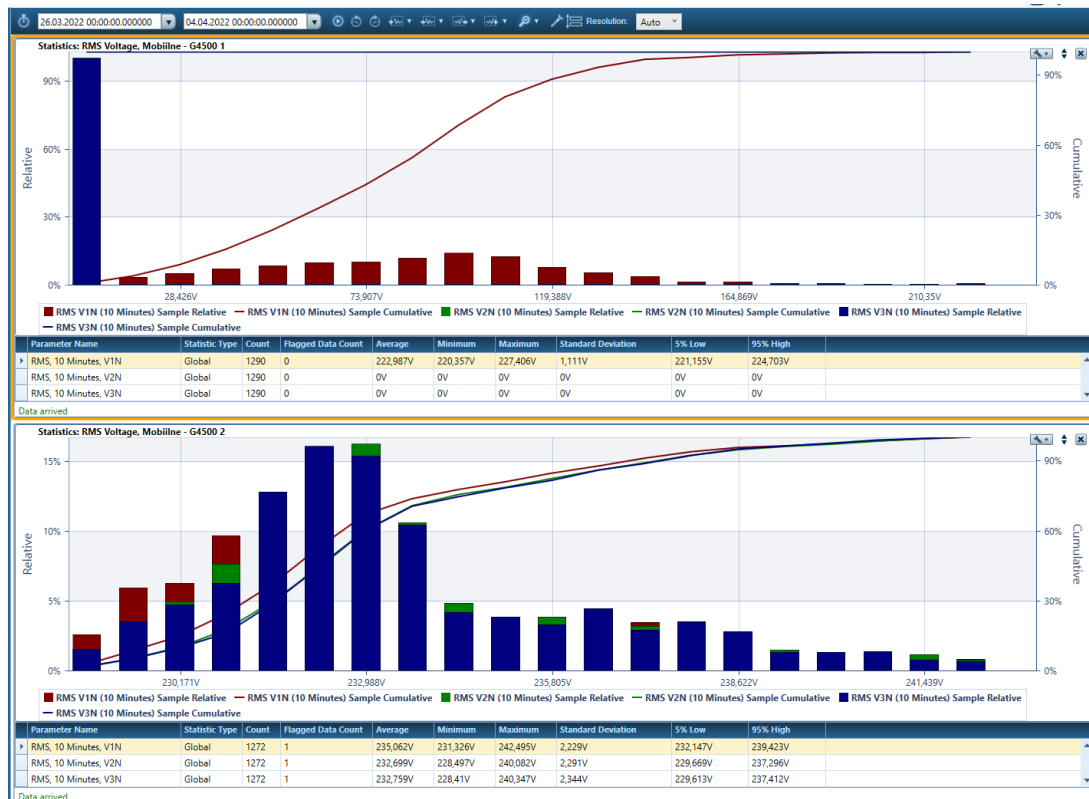 26.03.2022 00:00:00.000000 04.04.2022 00:00:00.000000 Resolution: Auto
Statistics: RMS Voltage, Mobiilne - G4500 1
90% 90%
60% 60%
30% 30%
0% 0%
Relative
Cumulative
28,426V 73,907V 119,388V 164,869V 210,35V
RMS V1N (10 Minutes) Sample Relative RMS V1N (10 Minutes) Sample Cumulative RMS V2N (10 Minutes) Sample Relative RMS V2N (10 Minutes) Sample Cumulative RMS V3N (10 Minutes) Sample Relative
RMS V3N (10 Minutes) Sample Cumulative
Parameter Name Statistic Type Count Flagged Data Count Average Minimum Maximum Standard Deviation 5% Low 95% High
RMS, 10 Minutes, V1N Global 1290 0 222,987V 220,357V 227,406V 1,111V 221,155V 224,703V
RMS, 10 Minutes, V2N Global 1290 0 0V 0V 0V 0V 0V 0V
RMS, 10 Minutes, V3N Global 1290 0 0V 0V 0V 0V 0V 0V
Data arrived
Statistics: RMS Voltage, Mobiilne - G4500 2
15% 90%
10% 60%
5% 30%
0% 0%
Relative
Cumulative
230,171V 232,988V 235,805V 238,622V 241,439V
RMS V1N (10 Minutes) Sample Relative RMS V1N (10 Minutes) Sample Cumulative RMS V2N (10 Minutes) Sample Relative RMS V2N (10 Minutes) Sample Cumulative RMS V3N (10 Minutes) Sample Relative
RMS V3N (10 Minutes) Sample Cumulative
Parameter Name Statistic Type Count Flagged Data Count Average Minimum Maximum Standard Deviation 5% Low 95% High
RMS, 10 Minutes, V1N Global 1272 1 235,062V 231,326V 242,495V 2,229V 232,147V 239,423V
RMS, 10 Minutes, V2N Global 1272 1 232,699V 228,497V 240,082V 2,291V 229,669V 237,296V
RMS, 10 Minutes, V3N Global 1272 1 232,759V 228,41V 240,347V 2,344V 229,613V 237,412V
Data arrived